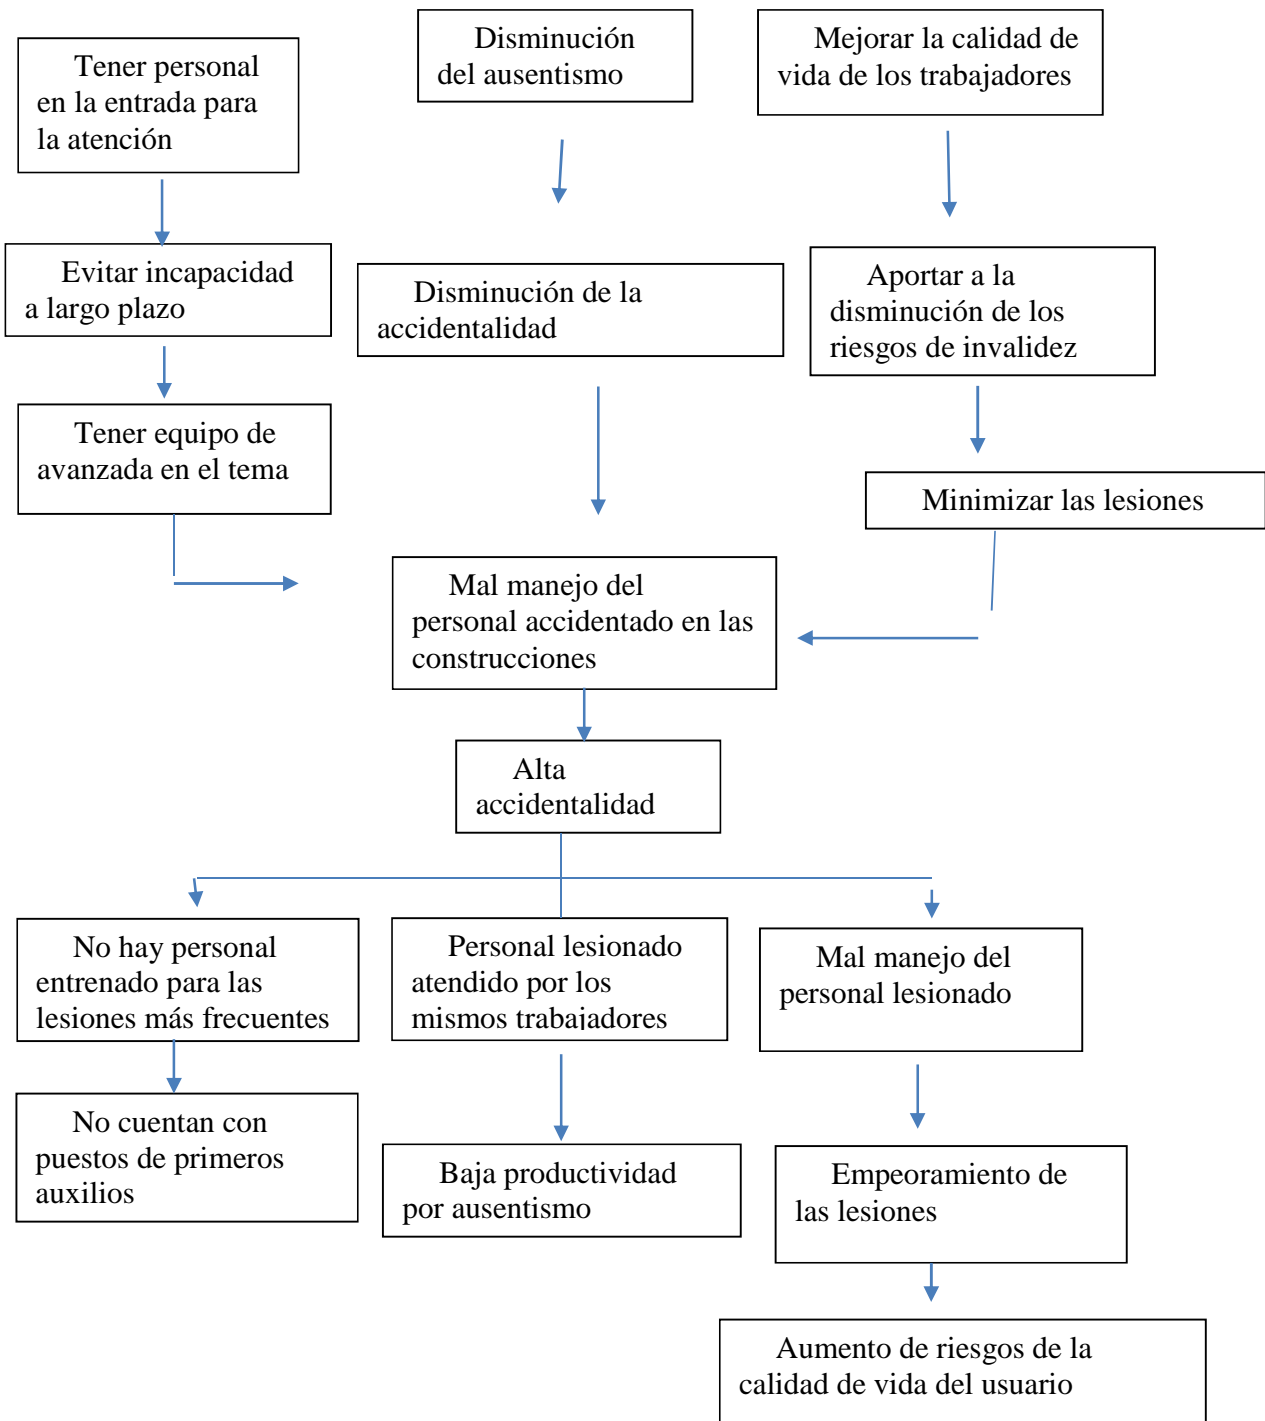 Tener personal
en la entrada para
la atención
Disminución
del ausentismo
Mejorar la calidad de
vida de los trabajadores
Evitar incapacidad
a largo plazo
Disminución de la
accidentalidad
Aportar a la
disminución de los
riesgos de invalidez
Tener equipo de
avanzada en el tema
Minimizar las lesiones
Mal manejo del
personal accidentado en las
construcciones
Alta
accidentalidad
No hay personal
entrenado para las
lesiones más frecuentes
Personal lesionado
atendido por los
mismos trabajadores
Mal manejo del
personal lesionado
No cuentan con
puestos de primeros
auxilios
Baja productividad
por ausentismo
Empeoramiento de
las lesiones
Aumento de riesgos de la
calidad de vida del usuario